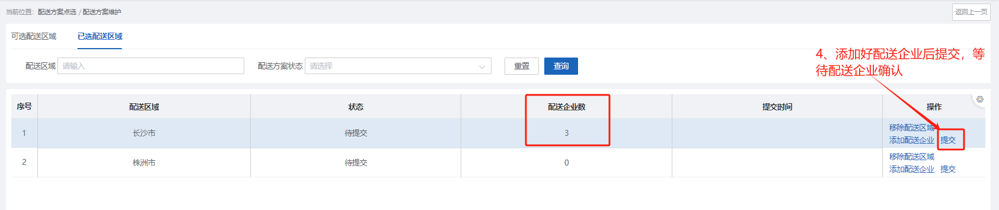 当前位置：配送方案点选 / 配送方案维护
返回上一页
可选配送区域 已选配送区域
配送区域 请输入 配送方案状态 请选择 重置 查询
4、添加好配送企业后提交，等
待配送企业确认
序号 配送区域 状态 配送企业数 提交时间 操作
1 长沙市 待提交 3 移除配送区域
添加配送企业 提交
2 株洲市 待提交 0 移除配送区域
添加配送企业 提交